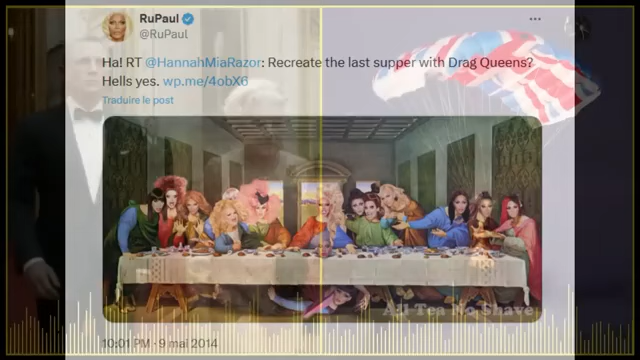 RuPaul
@RuPaul
Ha! RT @HannahMiaRazor: Recreate the last supper with Drag Queens?
Hells yes. wp.me/4obX6
Traduire le post
All Tea No Shave
10:01 PM · 9 mai 2014